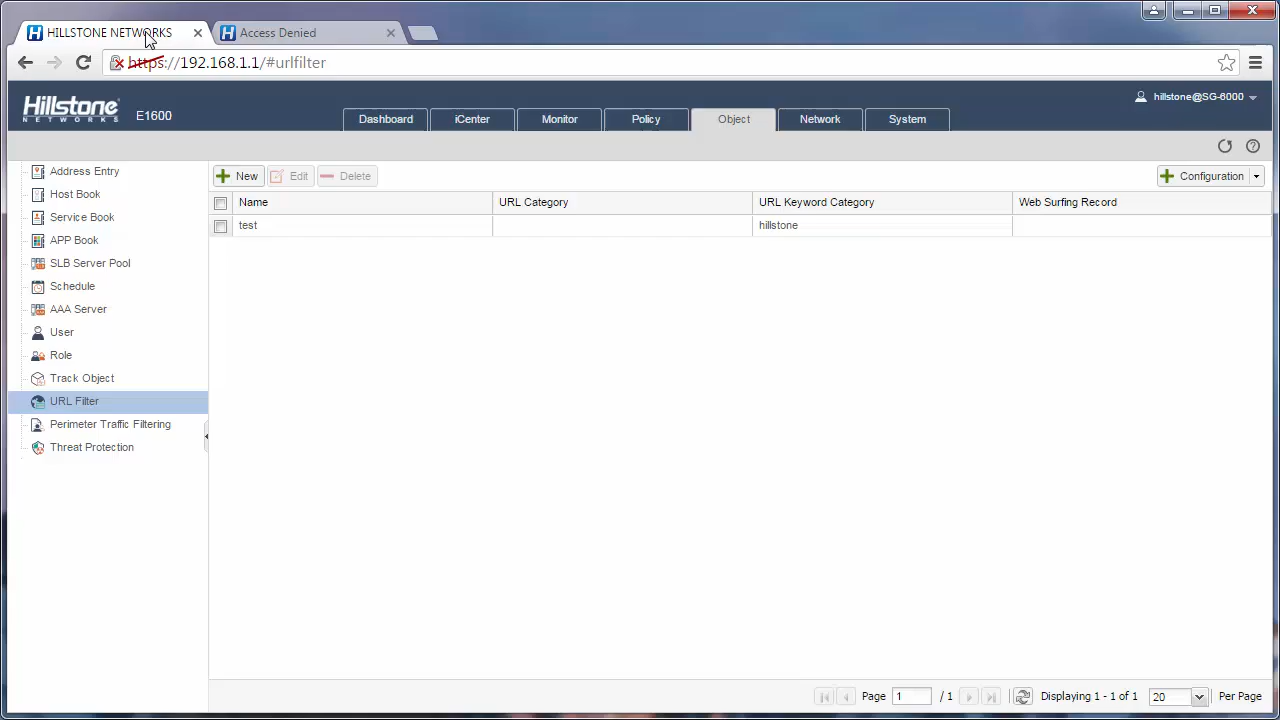 HILLSTONE NETWORKS
Access Denied
https://192.168.1.1/#urlfilter
Hillstone
NETWORKS
E1600
hillstone@SG-6000
Dashboard
iCenter
Monitor
Policy
Object
Network
System
Address Entry
Host Book
Service Book
APP Book
SLB Server Pool
Schedule
AAA Server
User
Role
Track Object
URL Filter
Perimeter Traffic Filtering
Threat Protection
New Edit Delete Configuration
Name URL Category URL Keyword Category Web Surfing Record
test hillstone
Page 1 / 1 Displaying 1 - 1 of 1 20 Per Page